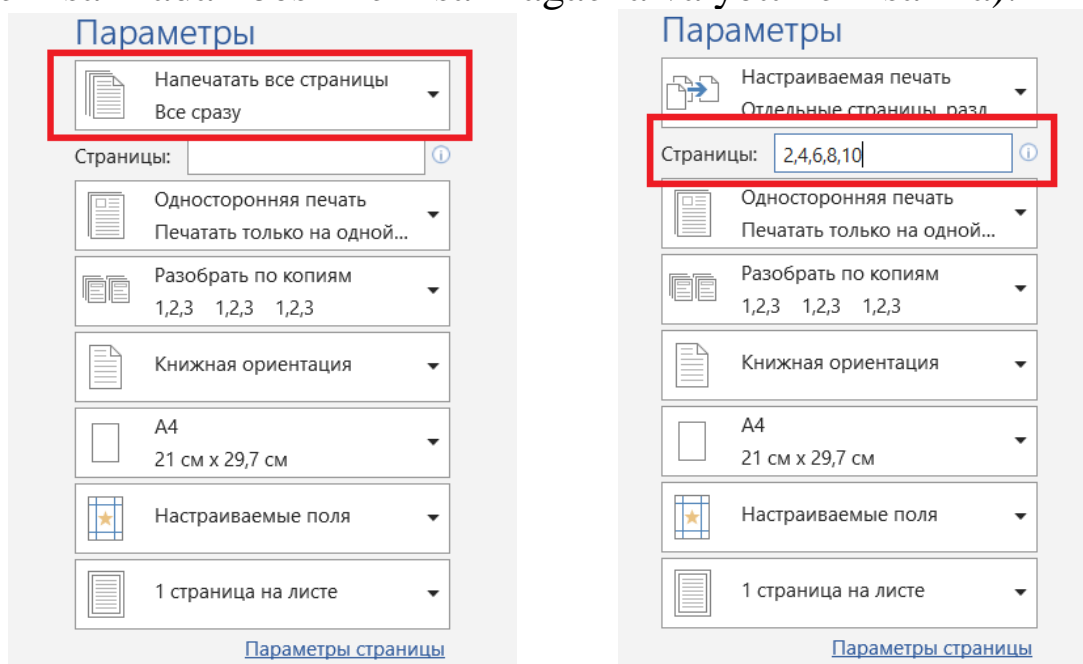 Параметры
Напечатать все страницы
Все сразу
Страницы:
Односторонняя печать
Печатать только на одной...
Разобрать по копиям
1,2,3 1,2,3 1,2,3
Книжная ориентация
A4
21 см x 29,7 см
Настраиваемые поля
1 страница на листе
Параметры страницы
Параметры
Настраиваемая печать
Отдельные страницы, разд
Страницы: 2,4,6,8,10
Односторонняя печать
Печатать только на одной...
Разобрать по копиям
1,2,3 1,2,3 1,2,3
Книжная ориентация
A4
21 см x 29,7 см
Настраиваемые поля
1 страница на листе
Параметры страницы